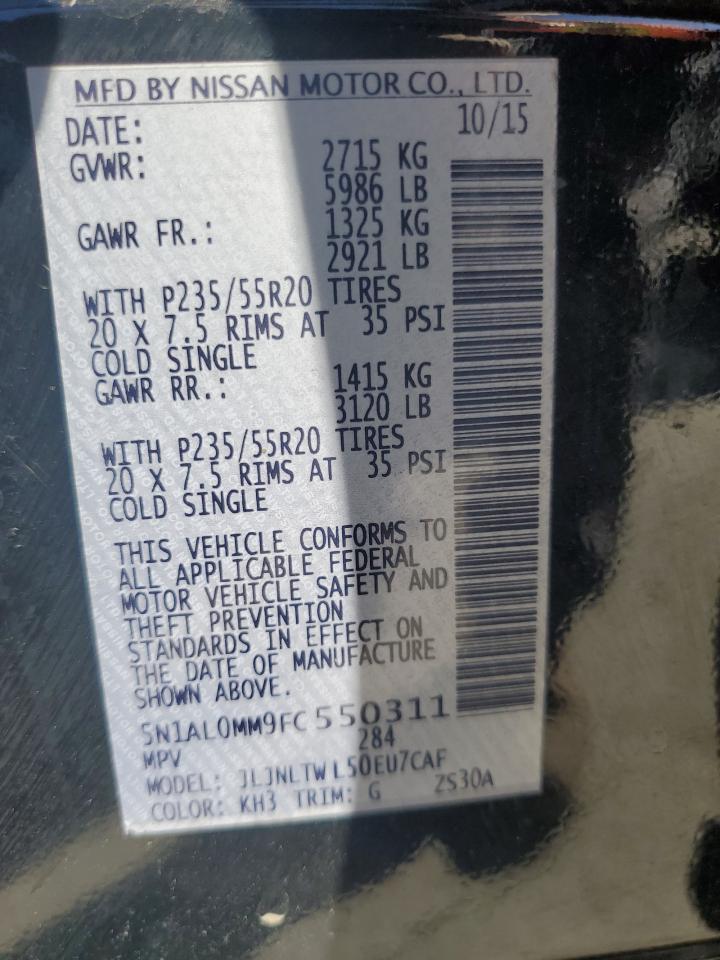 MFD BY NISSAN MOTOR CO., LTD.
DATE: 10/15
GVWR: 2715 KG
5986 LB
GAWR FR.: 1325 KG
2921 LB
WITH P235/55R20 TIRES
20 X 7.5 RIMS AT 35 PSI
COLD SINGLE
GAWR RR.: 1415 KG
3120 LB
WITH P235/55R20 TIRES
20 X 7.5 RIMS AT 35 PSI
COLD SINGLE
THIS VEHICLE CONFORMS TO
ALL APPLICABLE FEDERAL
MOTOR VEHICLE SAFETY AND
THEFT PREVENTION
STANDARDS IN EFFECT ON
THE DATE OF MANUFACTURE
SHOWN ABOVE.
5N1AL0MM9FC550311
MPV 284
MODEL: JLJNLTWL50EU7CAF
COLOR: KH3 TRIM: G ZS30A